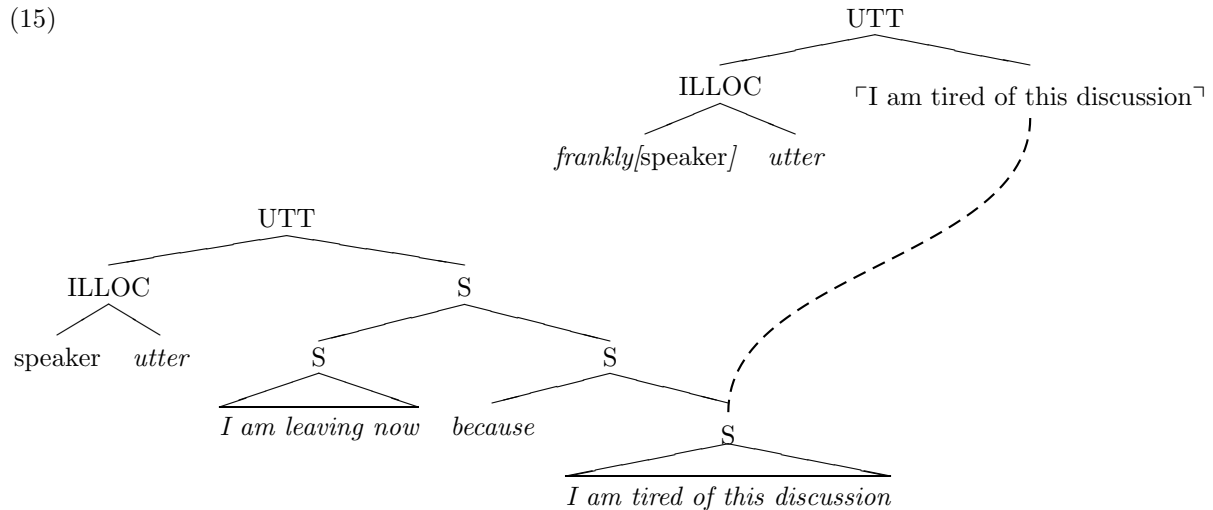 (15)
UTT
ILLOC
⌜I am tired of this discussion⌝
frankly[speaker] utter
UTT
ILLOC S
speaker utter S S
I am leaving now because
S
I am tired of this discussion